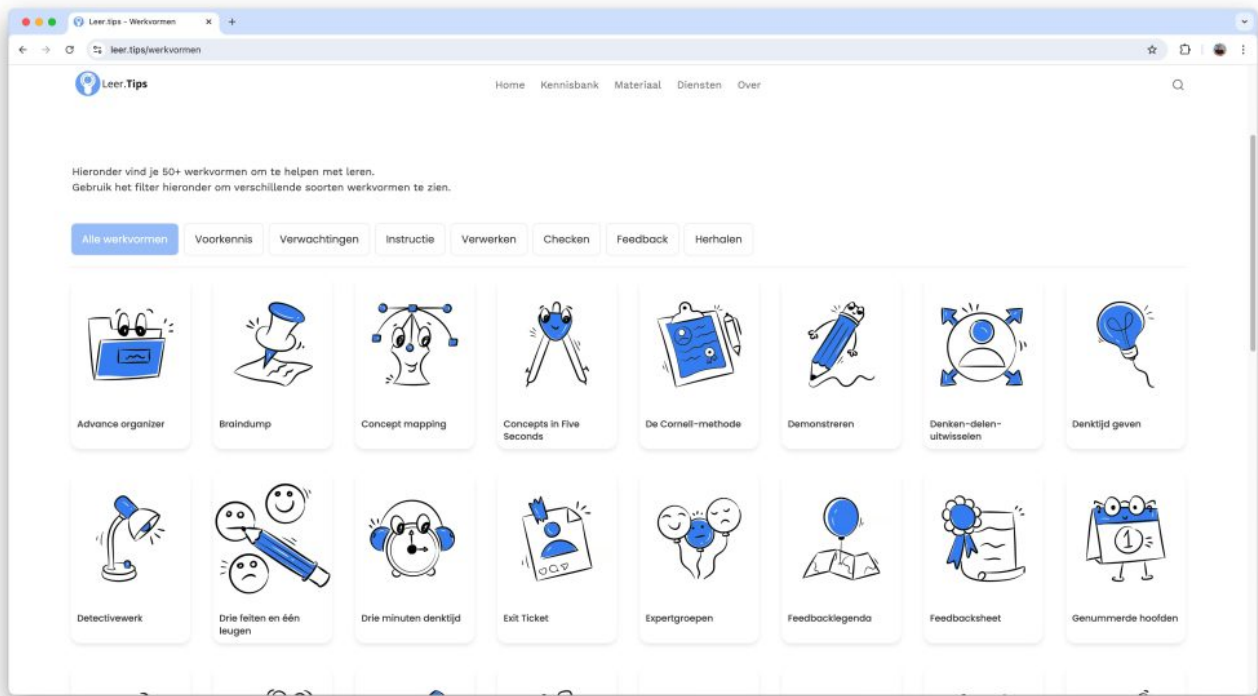 Leer.tips - Werkvormen
leer.tips/werkvormen
Leer.Tips
Home Kennisbank Materiaal Diensten Over
Hieronder vind je 50+ werkvormen om te helpen met leren.
Gebruik het filter hieronder om verschillende soorten werkvormen te zien.
Alle werkvormen Voorkennis Verwachtingen Instructie Verwerken Checken Feedback Herhalen
Advance organizer
Braindump
Concept mapping
Concepts in Five
Seconds
De Cornell-methode
Demonstreren
Denken-delen-
uitwisselen
Denktijd geven
1
Detectivewerk
Drie feiten en één
leugen
Drie minuten denktijd
Exit Ticket
Expertgroepen
Feedbacklegenda
Feedbacksheet
Genummerde hoofden